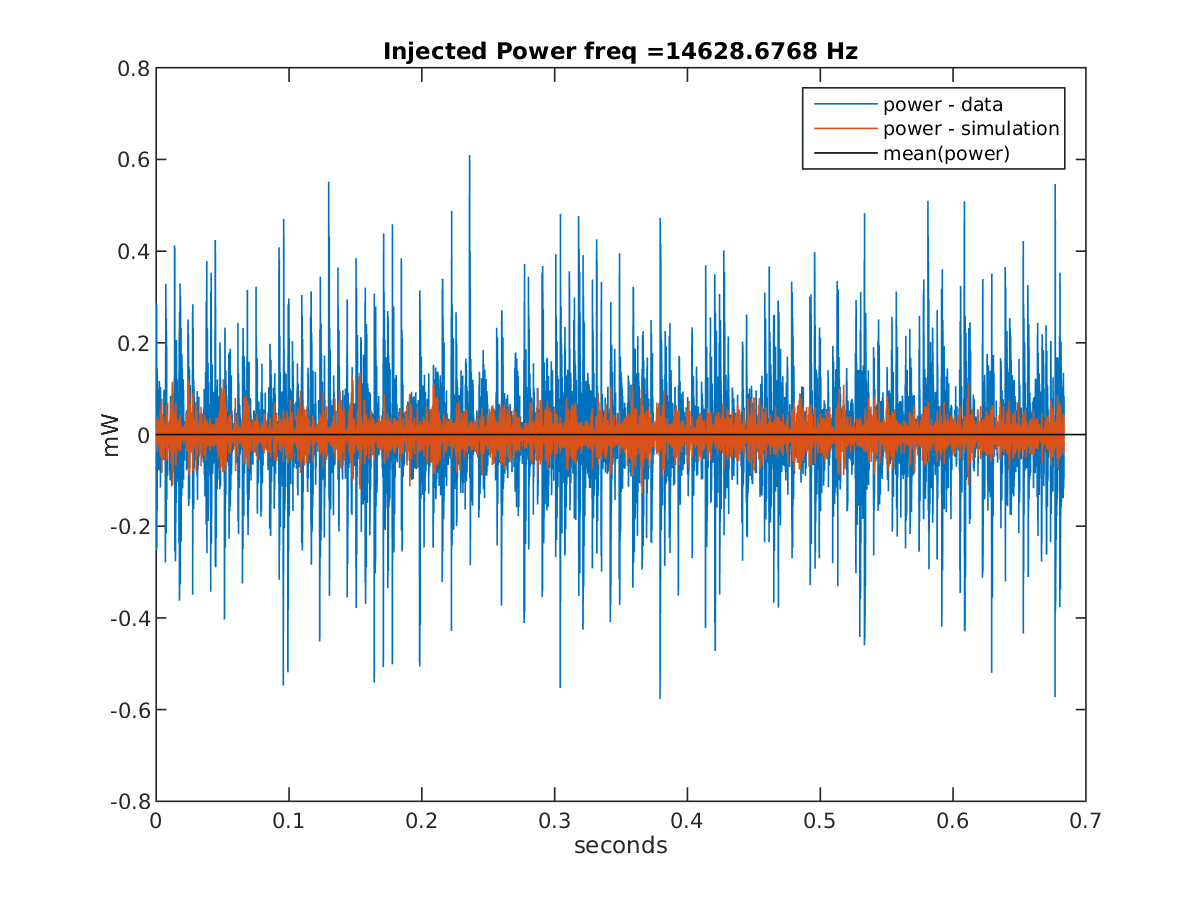 Injected Power freq =14628.6768 Hz
power - data
power - simulation
mean(power)
0.8
0.6
0.4
0.2
0
-0.2
-0.4
-0.6
-0.8
mW
0 0.1 0.2 0.3 0.4 0.5 0.6 0.7
seconds